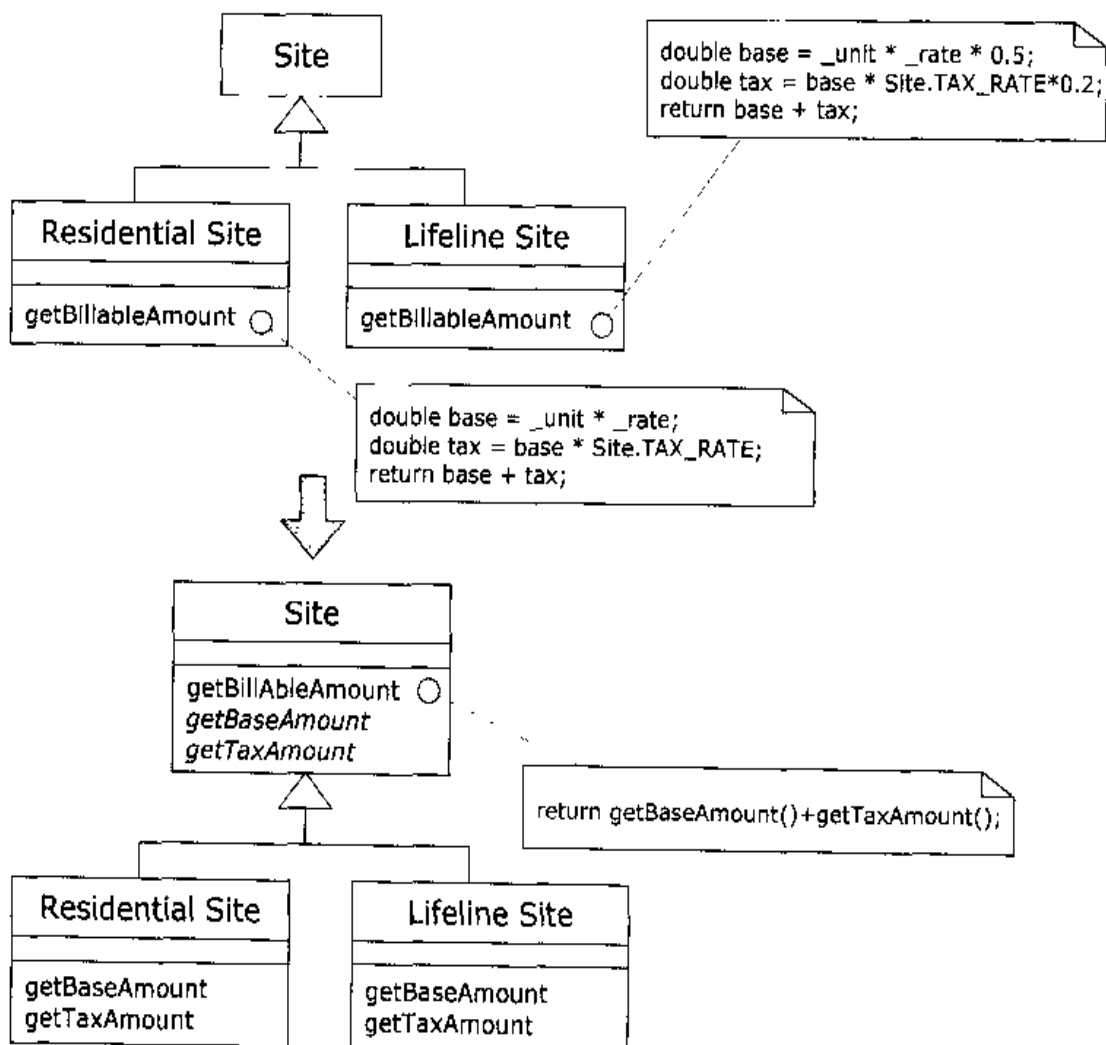 Site
double base = _unit * _rate * 0.5;
double tax = base * Site.TAX_RATE*0.2;
return base + tax;
Residential Site
getBillableAmount
Lifeline Site
getBillableAmount
double base = _unit * _rate;
double tax = base * Site.TAX_RATE;
return base + tax;
Site
getBillAbleAmount
getBaseAmount
getTaxAmount
return getBaseAmount()+getTaxAmount();
Residential Site
getBaseAmount
getTaxAmount
Lifeline Site
getBaseAmount
getTaxAmount